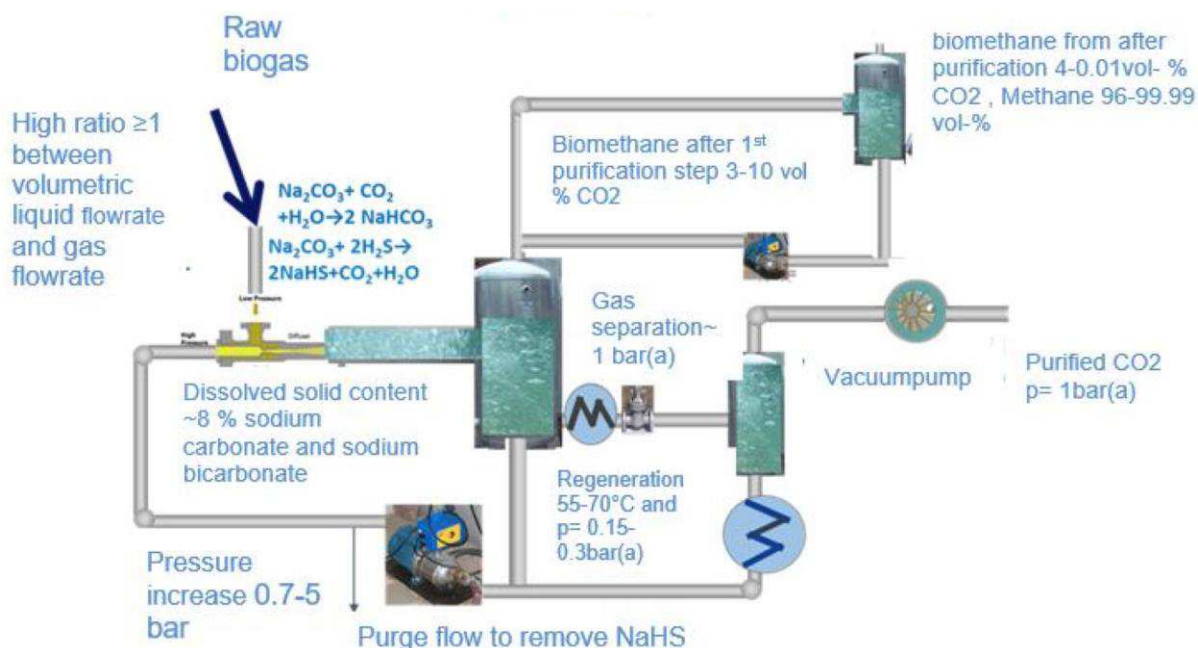 Raw
biogas
High ratio ≥1
between
volumetric
liquid flowrate
and gas
flowrate
Na₂CO₃+ CO₂
+H₂O→2 NaHCO₃
Na₂CO₃+ 2H₂S→
2NaHS+CO₂+H₂O
Low Pressure
High
Pressure
Diffuser
Dissolved solid content
~8 % sodium
carbonate and sodium
bicarbonate
Pressure
increase 0.7-5
bar
Purge flow to remove NaHS
Biomethane after 1st
purification step 3-10 vol
% CO2
biomethane from after
purification 4-0.01vol- %
CO2 , Methane 96-99.99
vol-%
Gas
separation~
1 bar(a)
Regeneration
55-70°C and
p= 0.15-
0.3bar(a)
Vacuumpump
Purified CO2
p= 1bar(a)